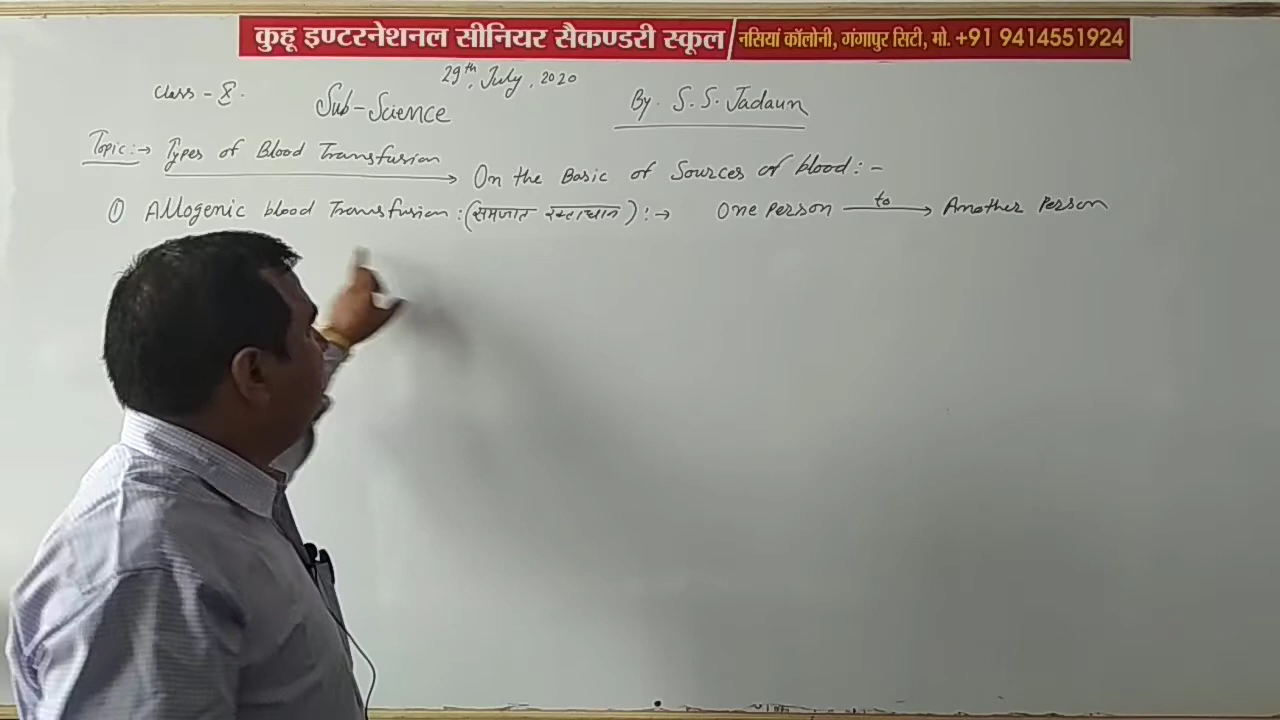 कुहू इण्टरनेशनल सीनियर सैकण्डरी स्कूल नसियां कॉलोनी, गंगापुर सिटी, मो. +91 9414551924
29th, July, 2020
Class - X.
Sub-Science
By. S. S. Jadaun
Topic:→ Types of Blood Transfusion → On the Basic of Sources of blood:-
① Allogenic blood Transfusion:(समजात रक्ताधान):→ One person to → Another Person